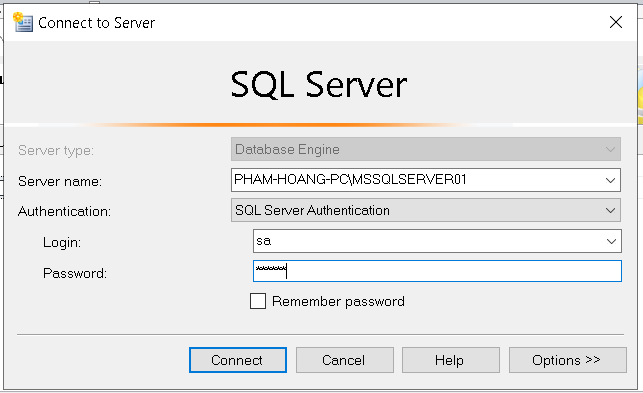 Connect to Server
SQL Server
Server type: Database Engine
Server name: PHAM-HOANG-PC\MSSQLSERVER01
Authentication: SQL Server Authentication
Login: sa
Password: *******
Remember password
Connect Cancel Help Options >>